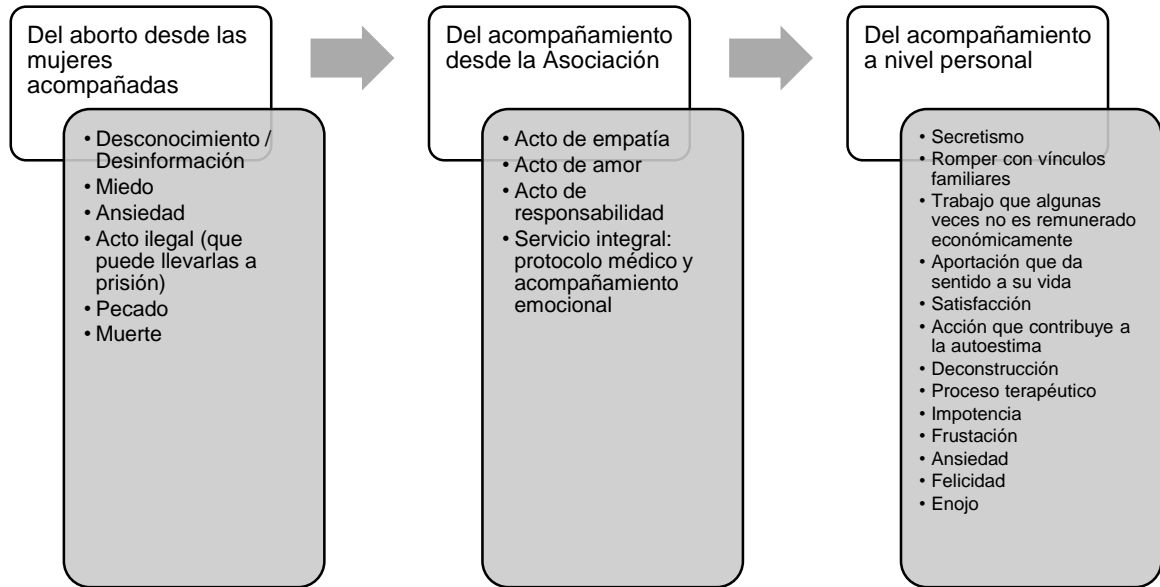 Del aborto desde las
mujeres
acompañadas
• Desconocimiento /
Desinformación
• Miedo
• Ansiedad
• Acto ilegal (que
puede llevarlas a
prisión)
• Pecado
• Muerte
Del acompañamiento
desde la Asociación
• Acto de empatía
• Acto de amor
• Acto de
responsabilidad
• Servicio integral:
protocolo médico y
acompañamiento
emocional
Del acompañamiento
a nivel personal
• Secretismo
• Romper con vínculos
familiares
• Trabajo que algunas
veces no es remunerado
económicamente
• Aportación que da
sentido a su vida
• Satisfacción
• Acción que contribuye a
la autoestima
• Deconstrucción
• Proceso terapéutico
• Impotencia
• Frustación
• Ansiedad
• Felicidad
• Enojo